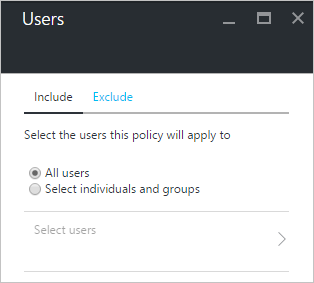 Users
Include Exclude
Select the users this policy will apply to
All users
Select individuals and groups
Select users